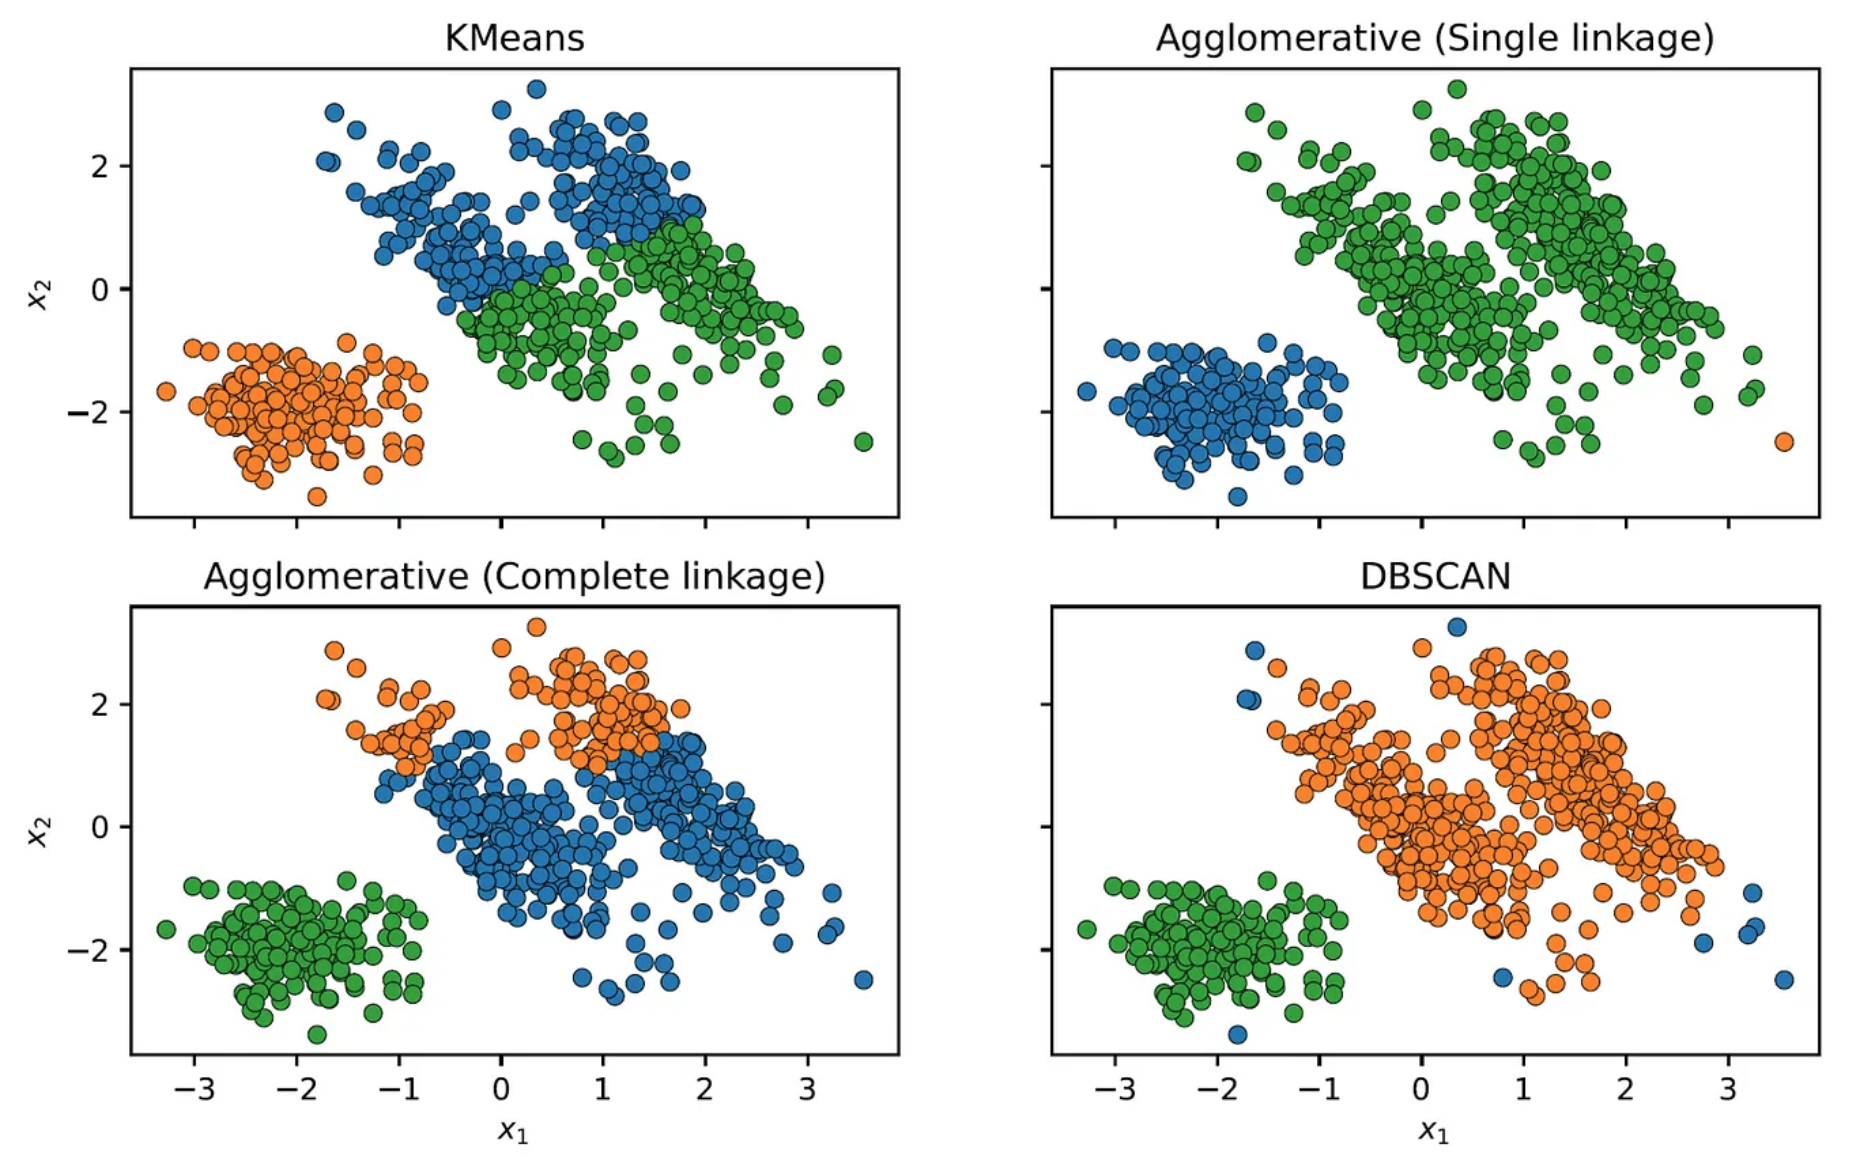 KMeans
Agglomerative (Single linkage)
2
0
−2
x₂
Agglomerative (Complete linkage)
DBSCAN
2
0
−2
x₂
−3 −2 −1 0 1 2 3
x₁
−3 −2 −1 0 1 2 3
x₁